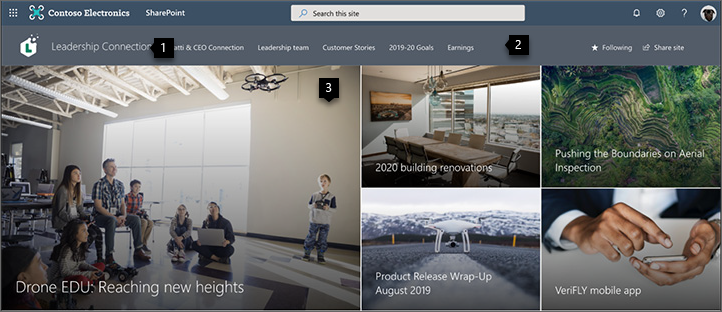 Contoso Electronics
SharePoint
Search this site
?
L
Leadership Connection
1
atti & CEO Connection
Leadership team
Customer Stories
2019-20 Goals
Earnings
2
Following
Share site
3
Drone EDU: Reaching new heights
2020 building renovations
Pushing the Boundaries on Aerial
Inspection
Product Release Wrap-Up
August 2019
VeriFLY mobile app